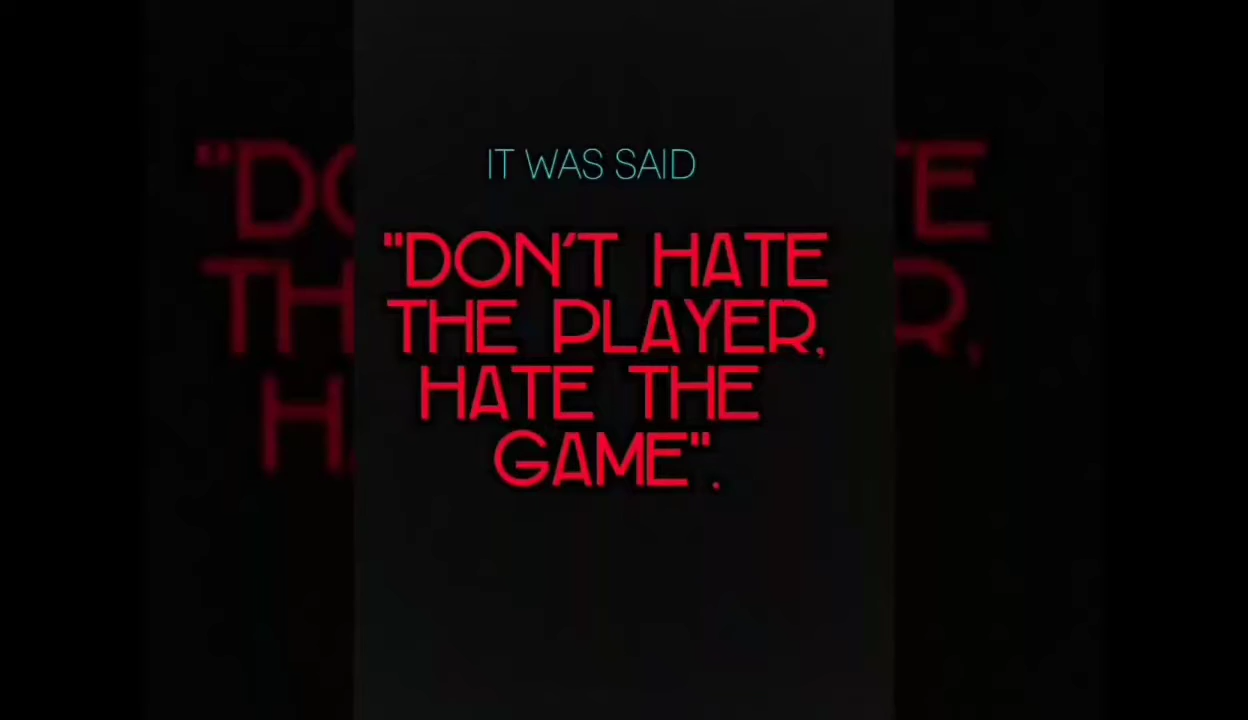 IT WAS SAID
"DON'T HATE
THE PLAYER,
HATE THE
GAME".